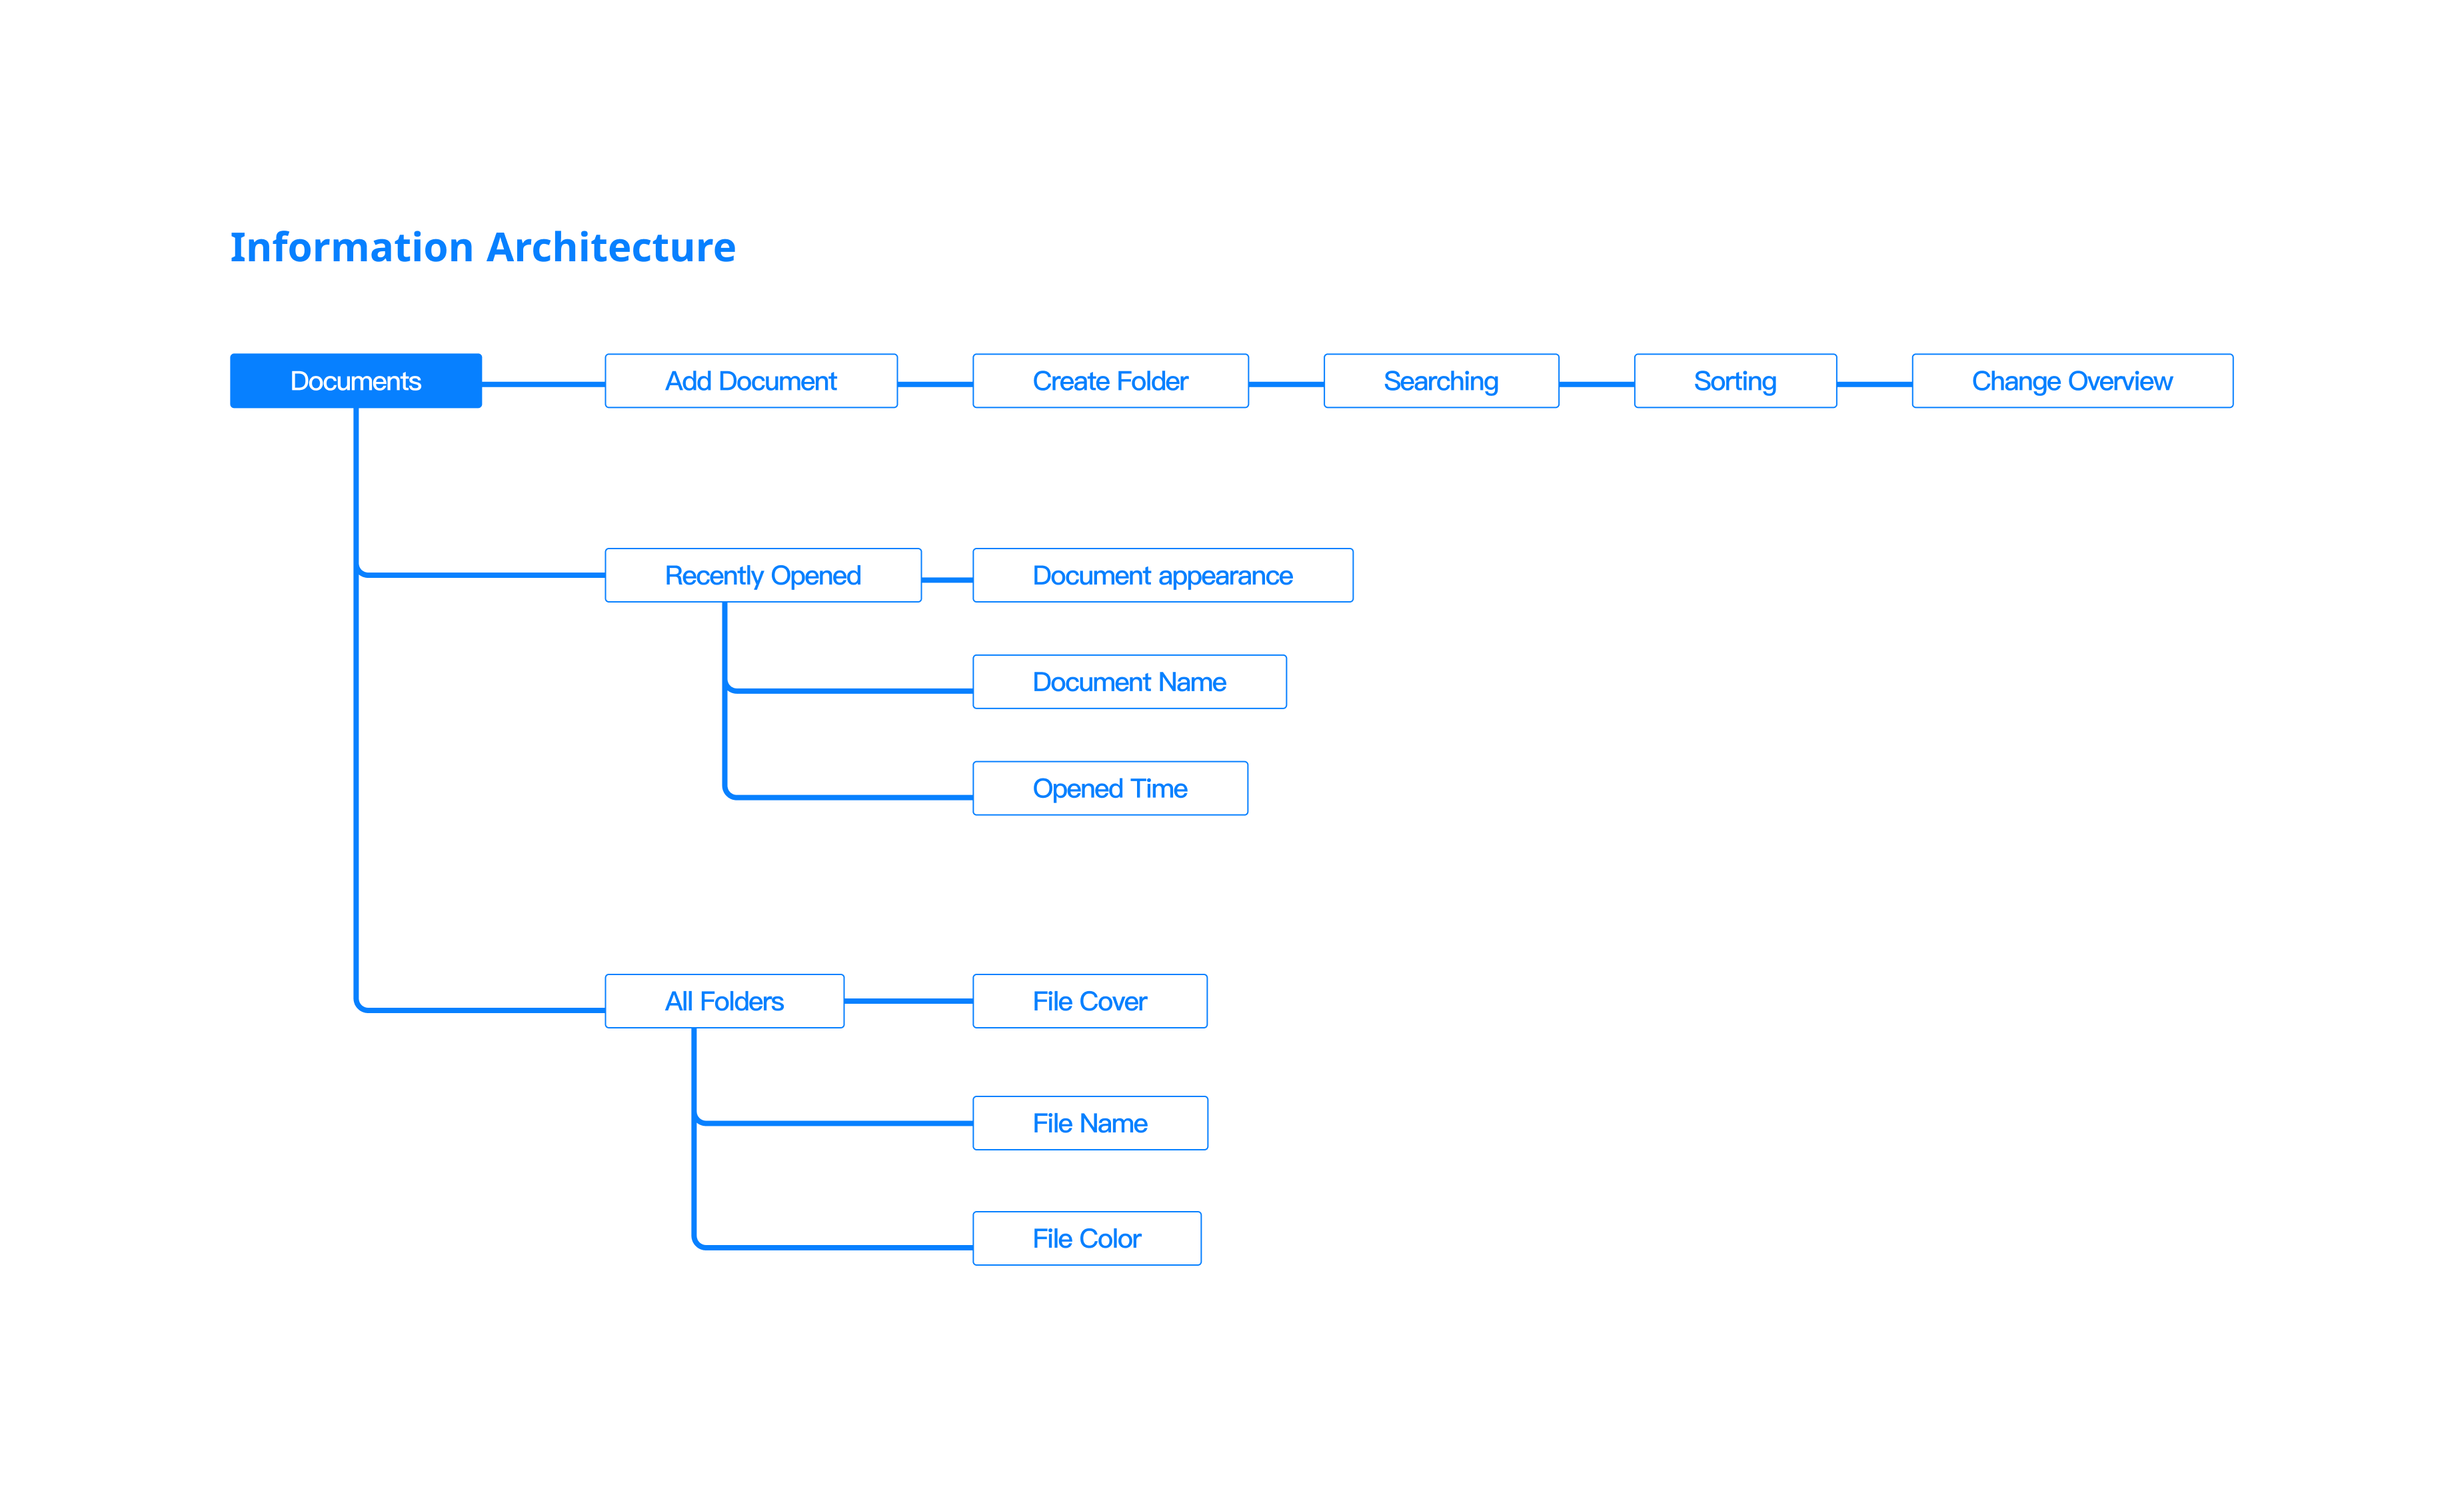 Information Architecture
Documents
Add Document
Create Folder
Searching
Sorting
Change Overview
Recently Opened
Document appearance
Document Name
Opened Time
All Folders
File Cover
File Name
File Color